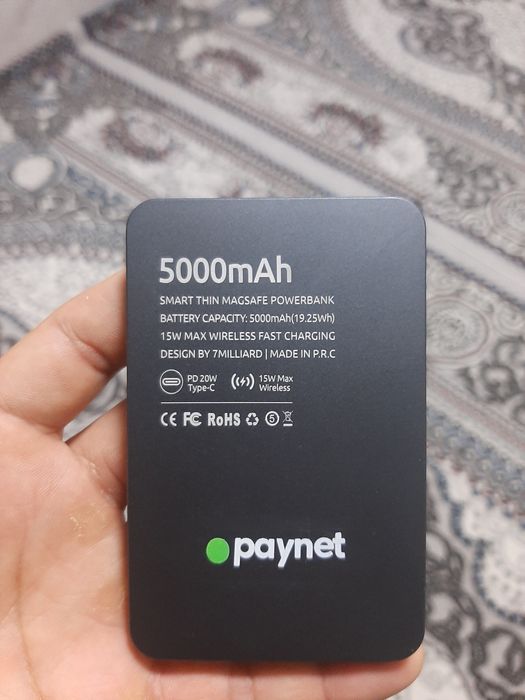 5000mAh
SMART THIN MAGSAFE POWERBANK
BATTERY CAPACITY: 5000mAh(19.25Wh)
15W MAX WIRELESS FAST CHARGING
DESIGN BY 7MILLIARD | MADE IN P.R.C
PD 20W 15W Max
Type-C Wireless
CE FC RoHS 5
paynet